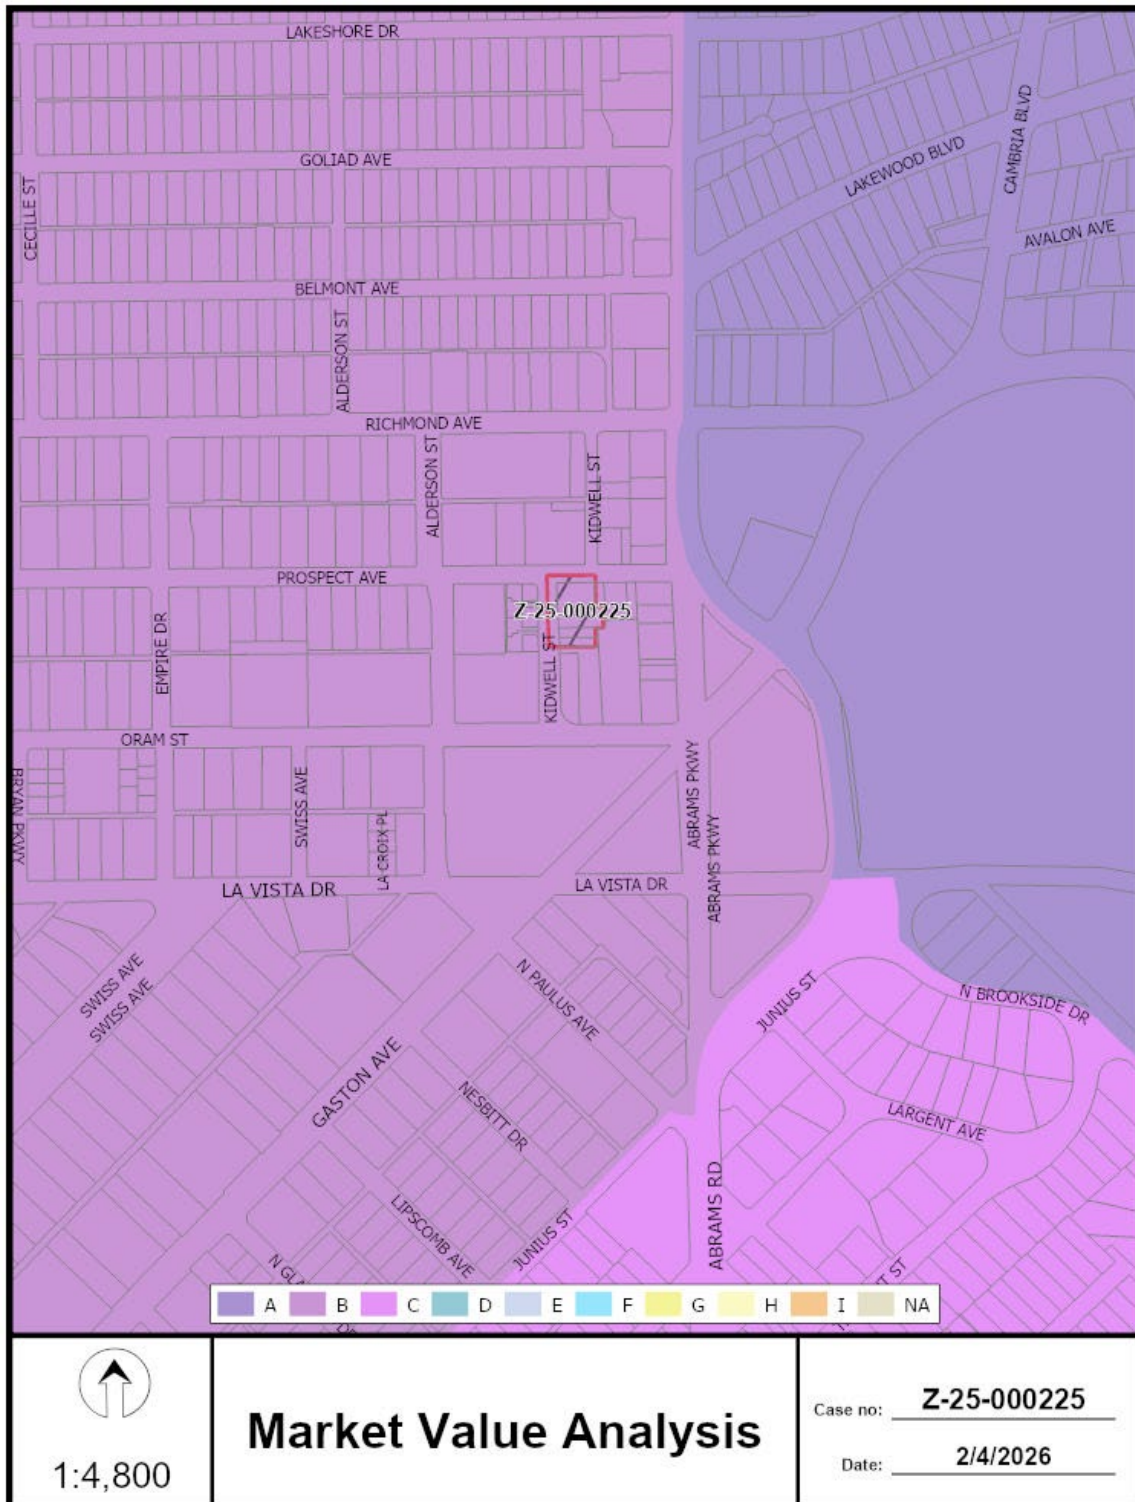 LAKESHORE DR
CAMBRIA BLVD
GOLIAD AVE
LAKEWOOD BLVD
CECILLE ST
AVALON AVE
BELMONT AVE
ALDERSON ST
RICHMOND AVE
ALDERSON ST
KIDWELL ST
PROSPECT AVE
Z-25-000225
EMPIRE DR
KIDWELL ST
ORAM ST
BRYAN PKWY
SWISS AVE
LA CROIX PL
ABRAMS PKWY
ABRAMS PKWY
LA VISTA DR
LA VISTA DR
SWISS AVE
SWISS AVE
N PAULUS AVE
JUNIUS ST
N BROOKSIDE DR
GASTON AVE
NESBITT DR
LARGENT AVE
ABRAMS RD
LIPSCOMB AVE
JUNIUS ST
N GLA
T ST
A B C D E F G H I NA
1:4,800
Market Value Analysis
Case no: Z-25-000225
Date: 2/4/2026